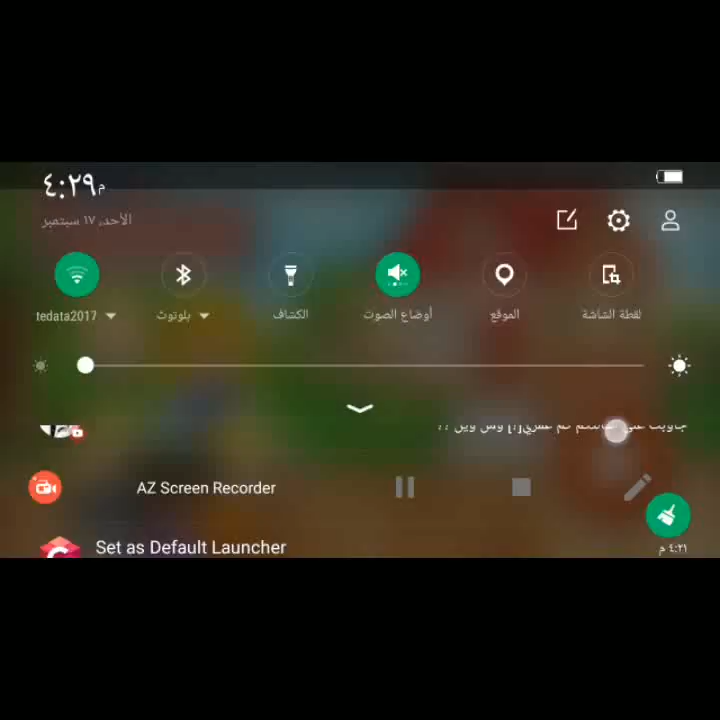 ٤:٢٩م
الأحد، ١٧ سبتمبر
tedata2017
بلوتوث
الكشاف
أوضاع الصوت
الموقع
لقطة الشاشة
AZ Screen Recorder
Set as Default Launcher
٤:٢١ م